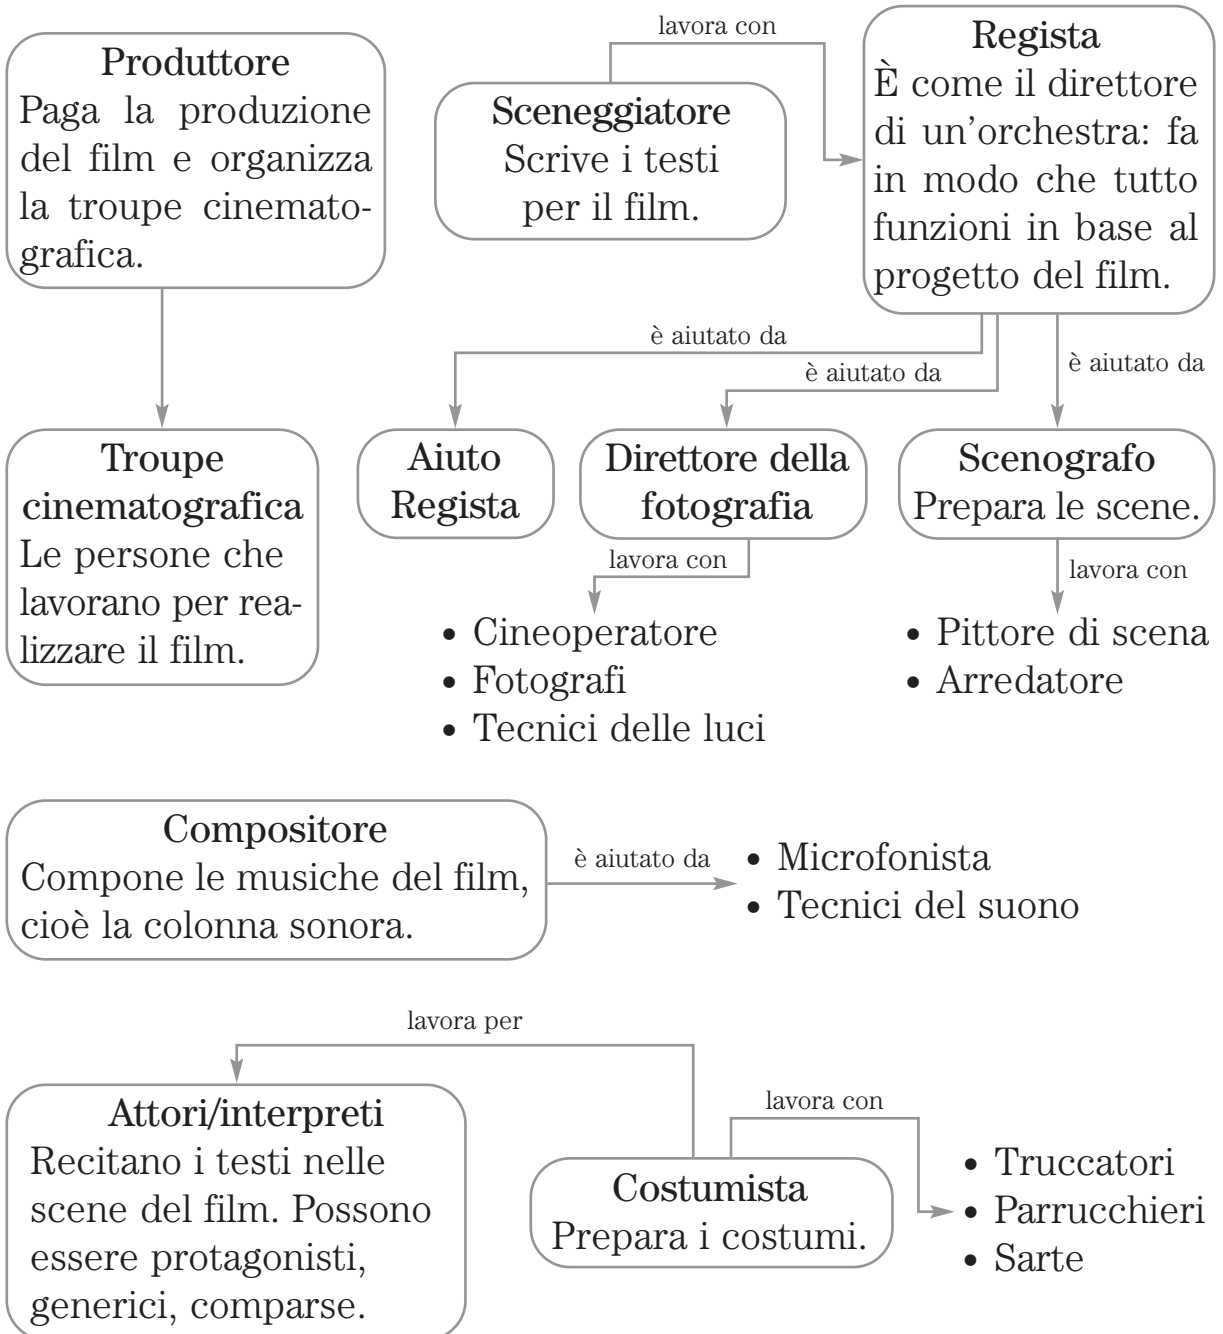 Produttore
Paga la produzione
del film e organizza
la troupe cinemato-
grafica.
lavora con
Sceneggiatore
Scrive i testi
per il film.
Regista
È come il direttore
di un'orchestra: fa
in modo che tutto
funzioni in base al
progetto del film.
è aiutato da
è aiutato da
è aiutato da
Troupe
cinematografica
Le persone che
lavorano per rea-
lizzare il film.
Aiuto
Regista
Direttore della
fotografia
lavora con
• Cineoperatore
• Fotografi
• Tecnici delle luci
Scenografo
Prepara le scene.
lavora con
• Pittore di scena
• Arredatore
Compositore
Compone le musiche del film,
cioè la colonna sonora.
è aiutato da
• Microfonista
• Tecnici del suono
lavora per
Attori/interpreti
Recitano i testi nelle
scene del film. Possono
essere protagonisti,
generici, comparse.
Costumista
Prepara i costumi.
lavora con
• Truccatori
• Parrucchieri
• Sarte